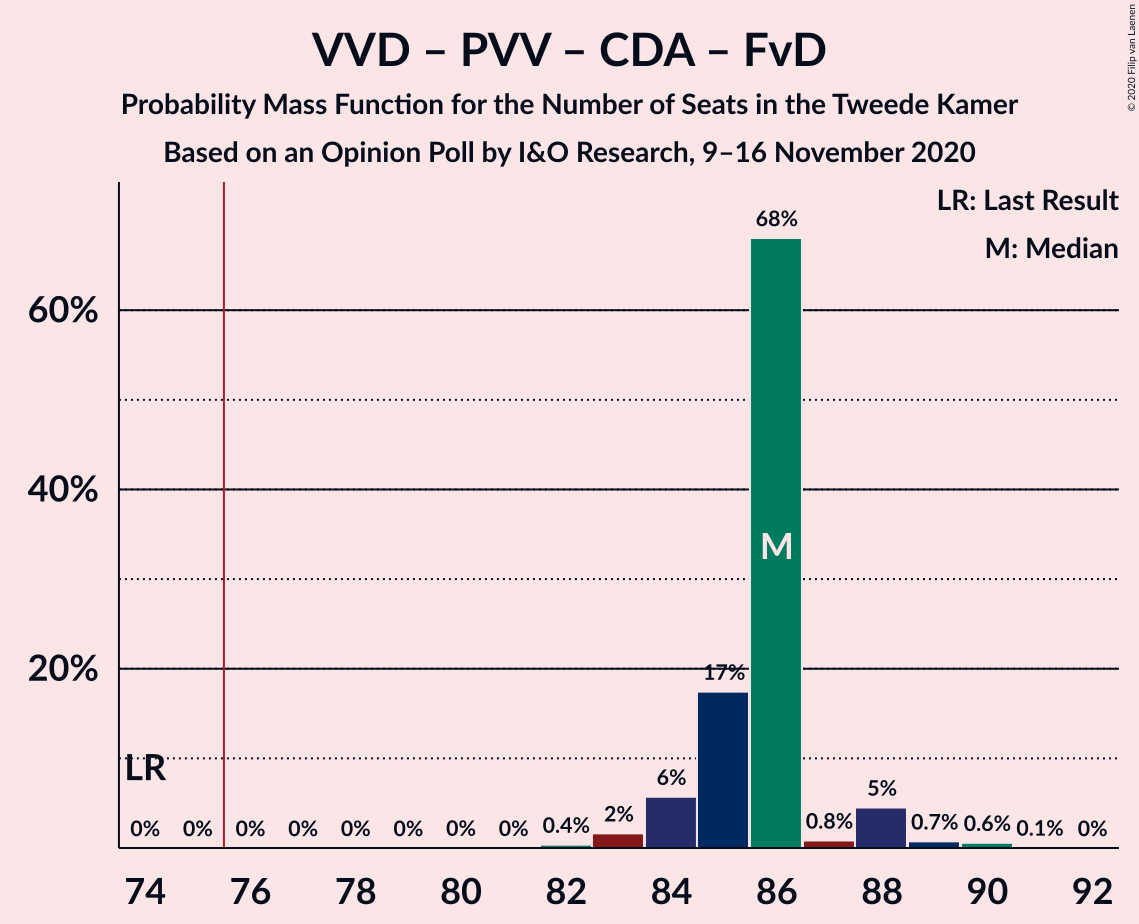 VVD – PVV – CDA – FvD
Probability Mass Function for the Number of Seats in the Tweede Kamer
Based on an Opinion Poll by I&O Research, 9–16 November 2020
© 2020 Filip van Laenen
LR: Last Result
M: Median
68%
60%
40%
M
20%
17%
LR
6%
5%
2%
0% 0% 0% 0% 0% 0% 0% 0% 0.4% 0.8% 0.7% 0.6% 0.1% 0%
74 76 78 80 82 84 86 88 90 92